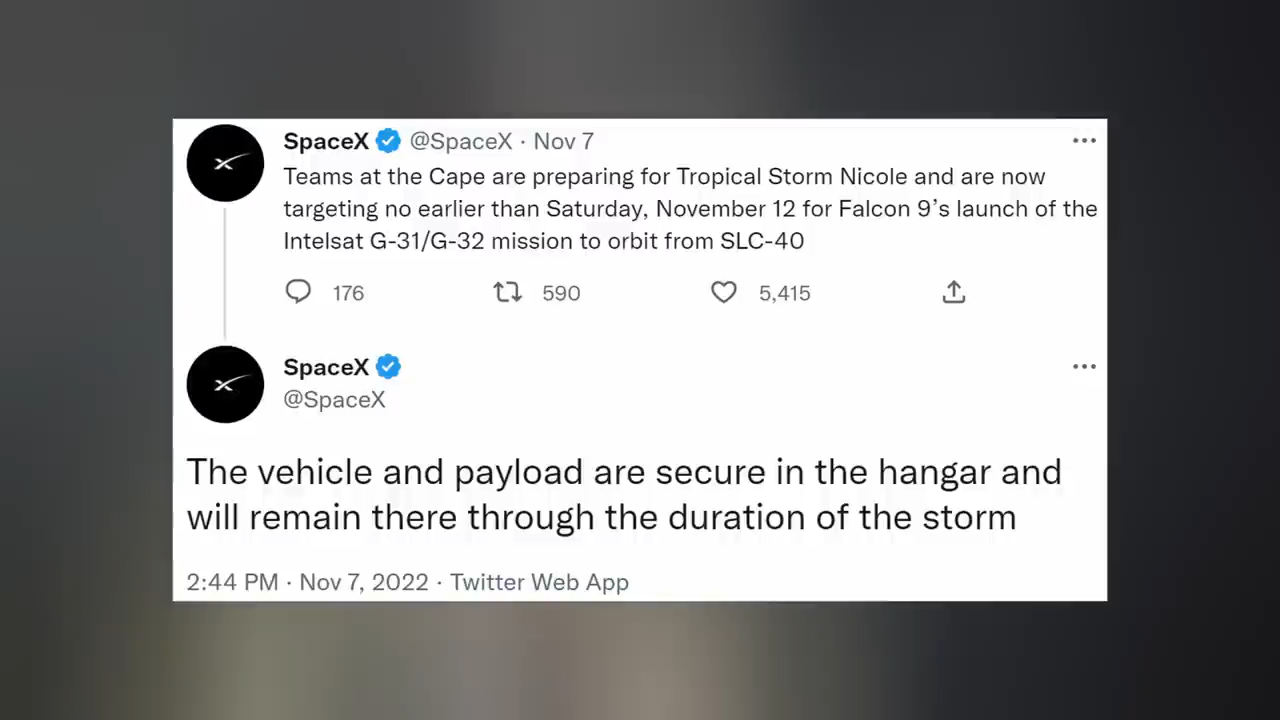 SpaceX @SpaceX · Nov 7
Teams at the Cape are preparing for Tropical Storm Nicole and are now
targeting no earlier than Saturday, November 12 for Falcon 9’s launch of the
Intelsat G-31/G-32 mission to orbit from SLC-40
176 590 5,415
SpaceX
@SpaceX
The vehicle and payload are secure in the hangar and
will remain there through the duration of the storm
2:44 PM · Nov 7, 2022 · Twitter Web App